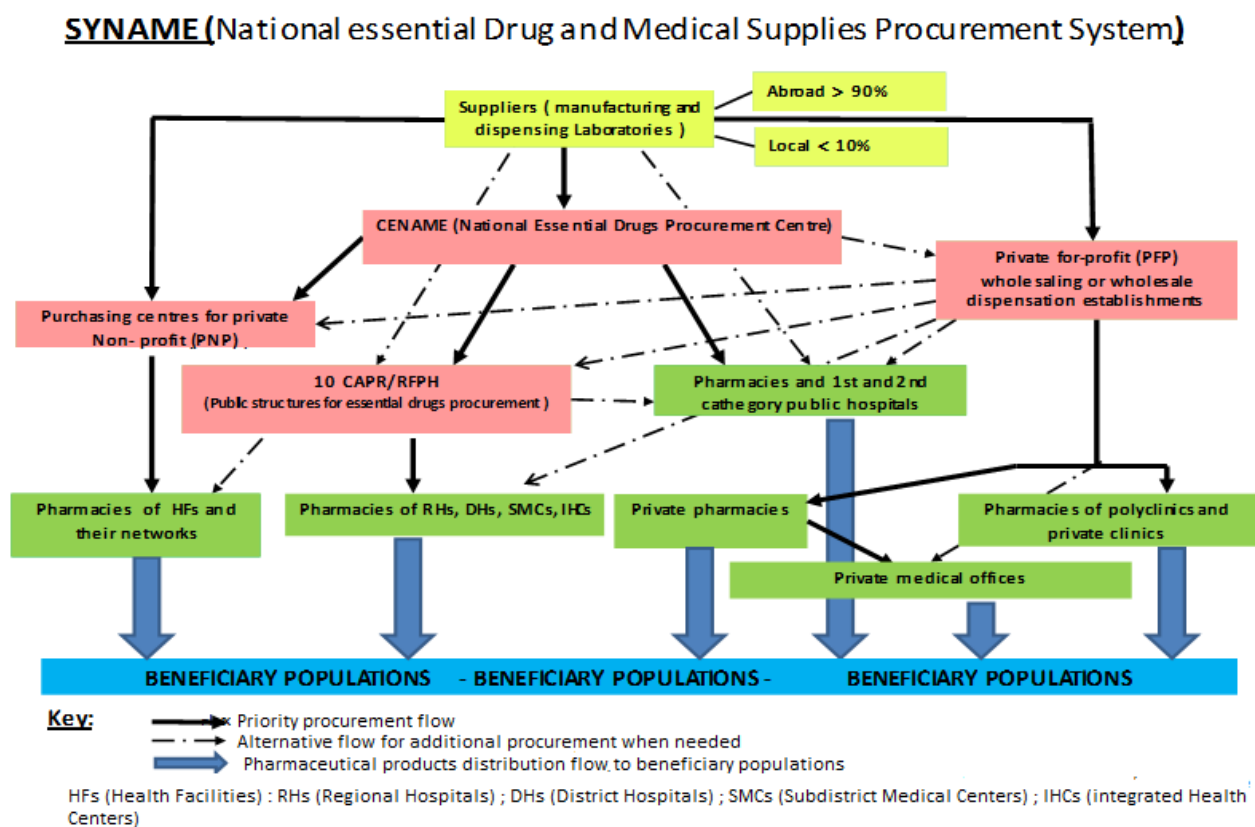 SYNAME (National essential Drug and Medical Supplies Procurement System)
Suppliers ( manufacturing and
dispensing Laboratories )
Abroad > 90%
Local < 10%
CENAME (National Essential Drugs Procurement Centre)
Private for-profit (PFP)
wholesaling or wholesale
dispensation establishments
Purchasing centres for private
Non- profit (PNP)
10 CAPR/RFPH
(Public structures for essential drugs procurement )
Pharmacies and 1st and 2nd
cathegory public hospitals
Pharmacies of HFs and
their networks
Pharmacies of RHs, DHs, SMCs, IHCs
Private pharmacies
Pharmacies of polyclinics and
private clinics
Private medical offices
BENEFICIARY POPULATIONS - BENEFICIARY POPULATIONS - BENEFICIARY POPULATIONS
Key:
Priority procurement flow
Alternative flow for additional procurement when needed
Pharmaceutical products distribution flow to beneficiary populations
HFs (Health Facilities) : RHs (Regional Hospitals) ; DHs (District Hospitals) ; SMCs (Subdistrict Medical Centers) ; IHCs (integrated Health
Centers)